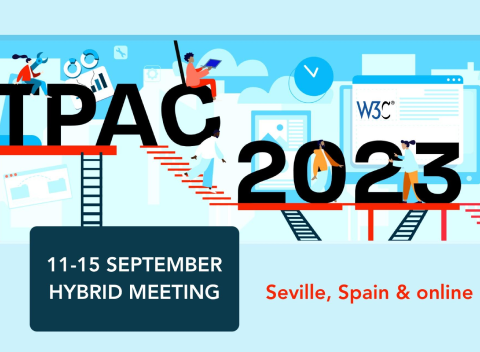 TPAC
W3C®
2023
11-15 SEPTEMBER
HYBRID MEETING
Seville, Spain & online